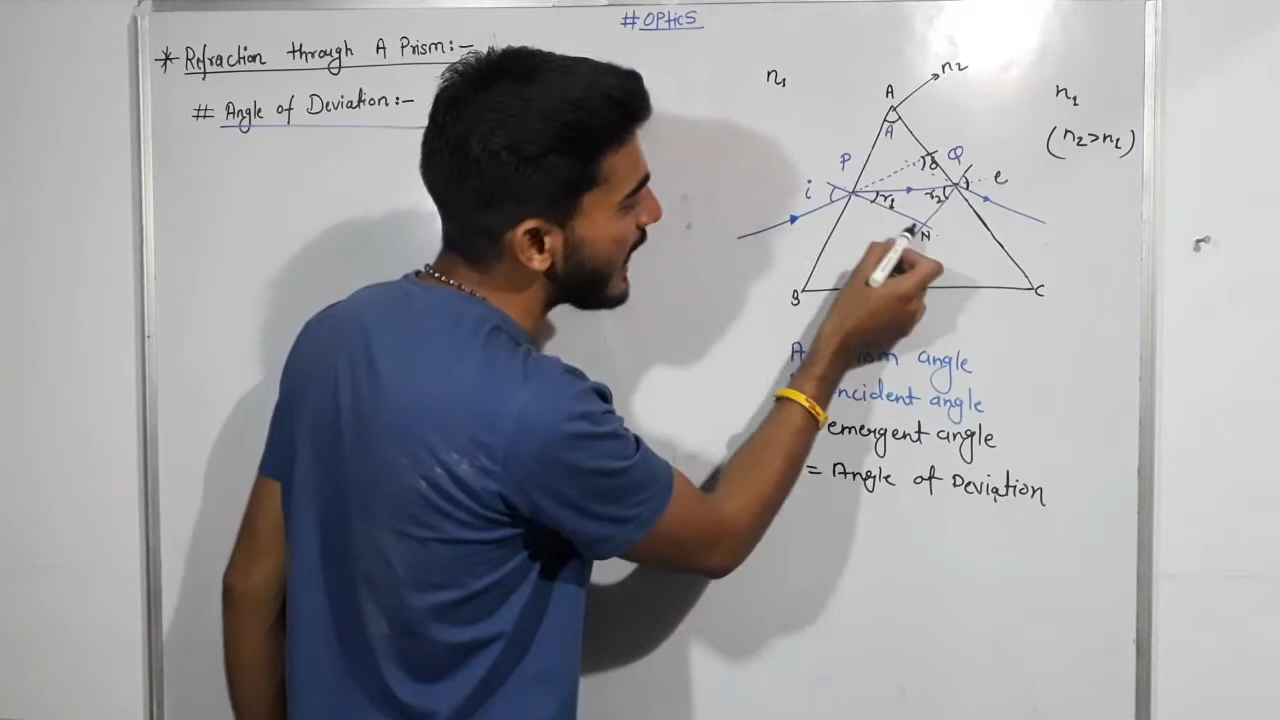 #OPTICS
* Refraction through A Prism:-
# Angle of Deviation:-
n1
A
n2
n1
(n2>n1)
A
P
δ
Q
i
r1
r2
e
N
B
C
A angle
incident angle
emergent angle
= Angle of Deviation